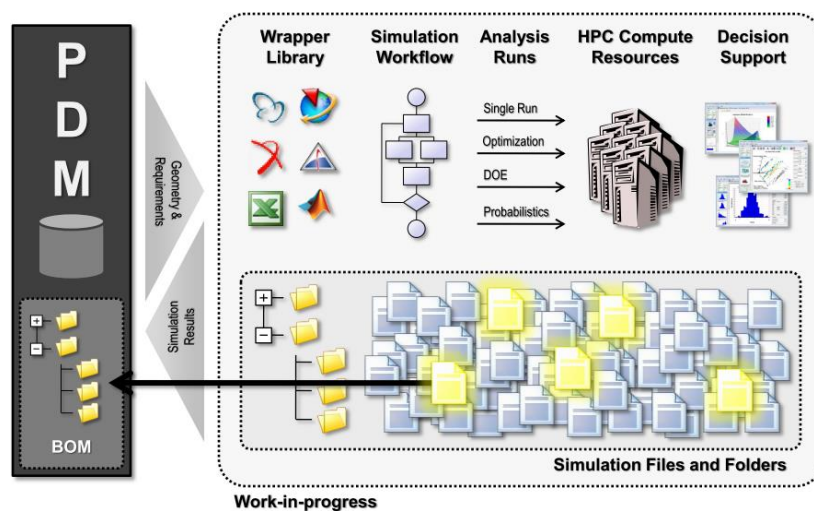 P
D
M
BOM
Geometry &
Requirements
Simulation
Results
Wrapper
Library
Simulation
Workflow
Analysis
Runs
HPC Compute
Resources
Decision
Support
Single Run
Optimization
DOE
Probabilistics
Simulation Files and Folders
Work-in-progress